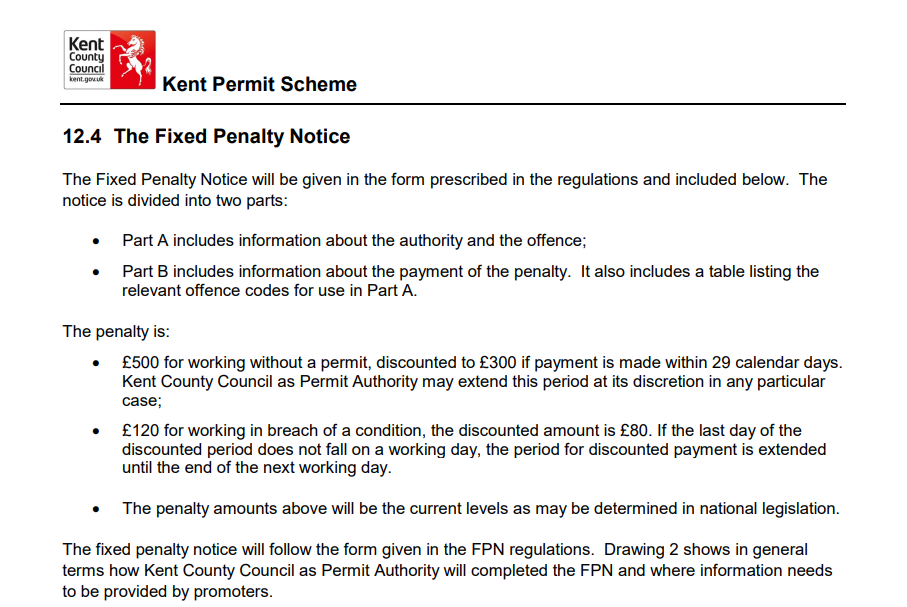 Kent
County
Council
kent.gov.uk
Kent Permit Scheme
12.4 The Fixed Penalty Notice
The Fixed Penalty Notice will be given in the form prescribed in the regulations and included below. The
notice is divided into two parts:
• Part A includes information about the authority and the offence;
• Part B includes information about the payment of the penalty. It also includes a table listing the
relevant offence codes for use in Part A.
The penalty is:
• £500 for working without a permit, discounted to £300 if payment is made within 29 calendar days.
Kent County Council as Permit Authority may extend this period at its discretion in any particular
case;
• £120 for working in breach of a condition, the discounted amount is £80. If the last day of the
discounted period does not fall on a working day, the period for discounted payment is extended
until the end of the next working day.
• The penalty amounts above will be the current levels as may be determined in national legislation.
The fixed penalty notice will follow the form given in the FPN regulations. Drawing 2 shows in general
terms how Kent County Council as Permit Authority will completed the FPN and where information needs
to be provided by promoters.